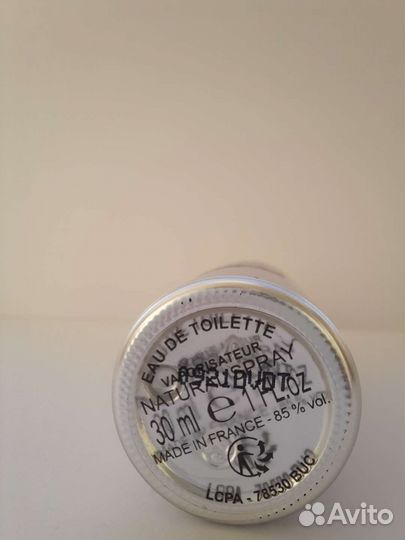 EAU DE TOILETTE
VAPORISATEUR
NATURAL SPRAY
30 ml e 1 FL.OZ
MADE IN FRANCE - 85 % Vol.
LCPA - 78530 BUC
Avito